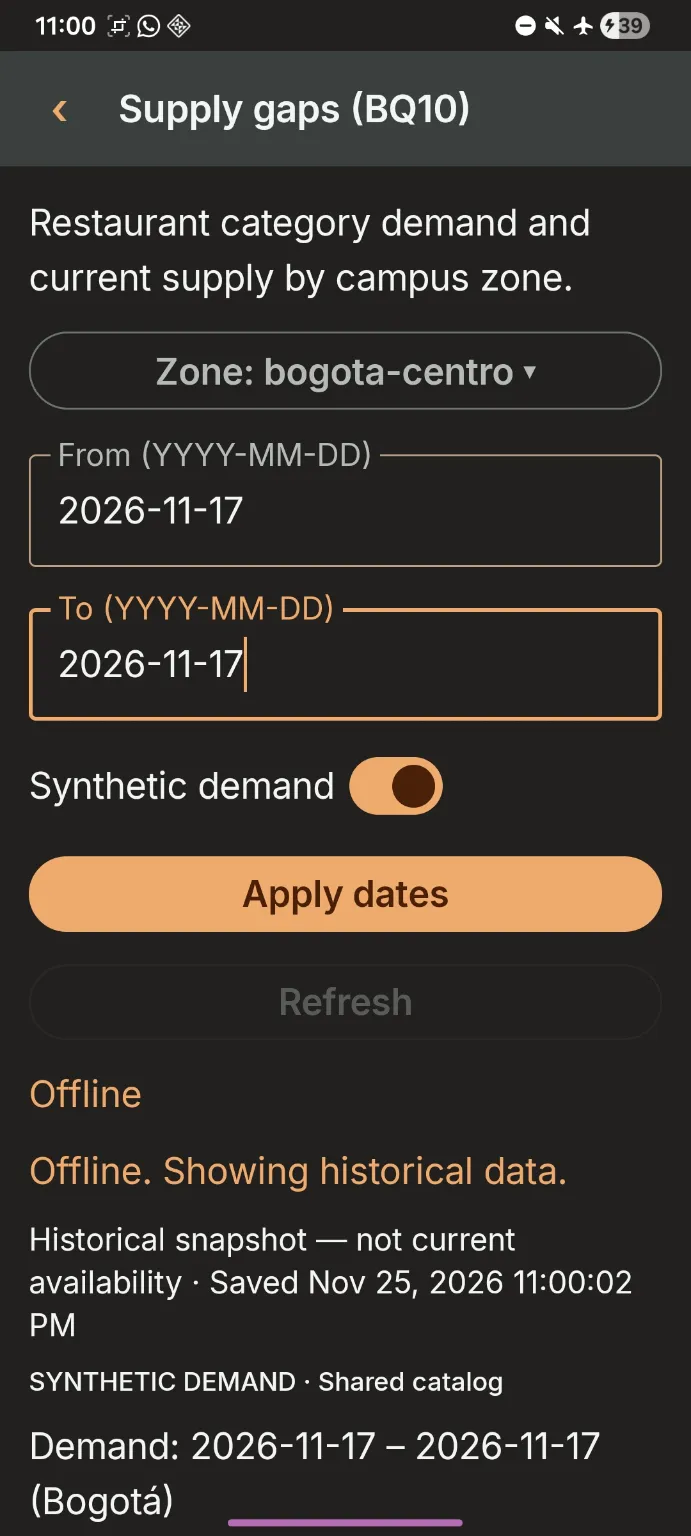 11:00
39
‹ Supply gaps (BQ10)
Restaurant category demand and
current supply by campus zone.
Zone: bogota-centro ▾
From (YYYY-MM-DD)
2026-11-17
To (YYYY-MM-DD)
2026-11-17
Synthetic demand
Apply dates
Refresh
Offline
Offline. Showing historical data.
Historical snapshot — not current
availability · Saved Nov 25, 2026 11:00:02
PM
SYNTHETIC DEMAND · Shared catalog
Demand: 2026-11-17 – 2026-11-17
(Bogotá)